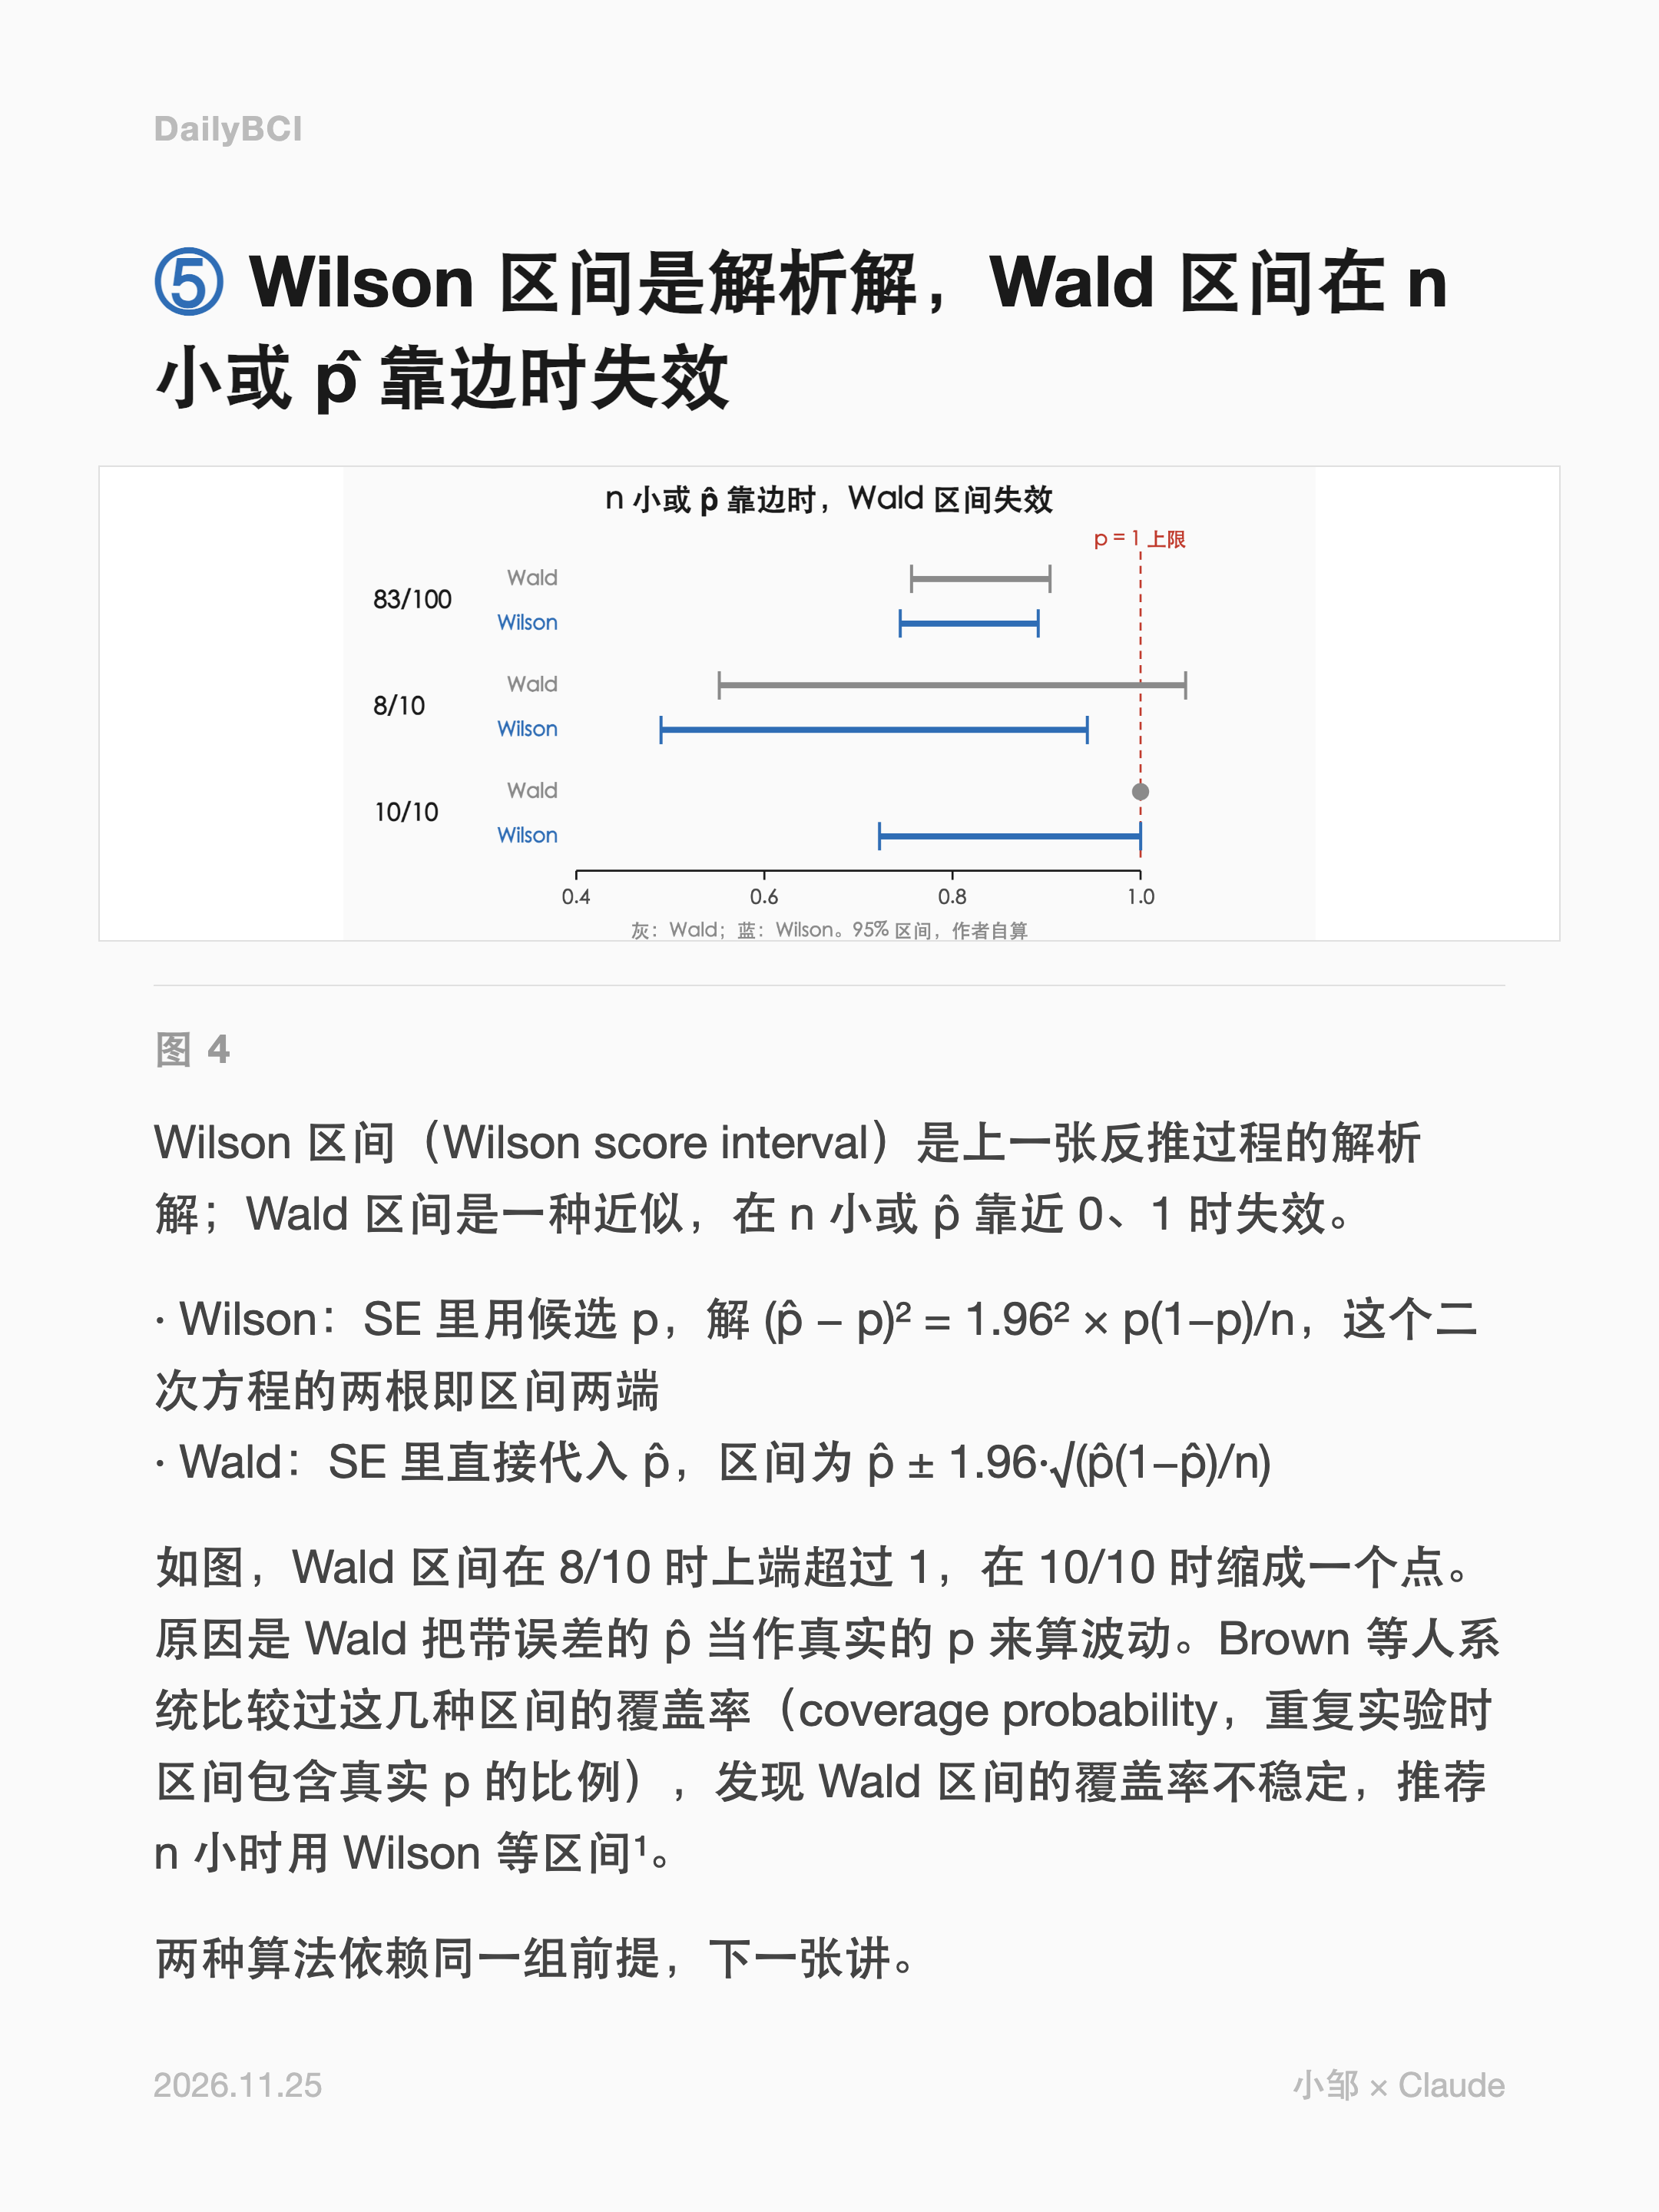 DailyBCI
⑤ Wilson 区间是解析解，Wald 区间在 n
小或 p̂ 靠边时失效
n 小或 p̂ 靠边时，Wald 区间失效
p = 1 上限
83/100
Wald
Wilson
8/10
Wald
Wilson
10/10
Wald
Wilson
0.4 0.6 0.8 1.0
灰：Wald；蓝：Wilson。95% 区间，作者自算
图 4
Wilson 区间（Wilson score interval）是上一张反推过程的解析
解；Wald 区间是一种近似，在 n 小或 p̂ 靠近 0、1 时失效。
· Wilson：SE 里用候选 p，解 (p̂ − p)² = 1.96² × p(1−p)/n，这个二
次方程的两根即区间两端
· Wald：SE 里直接代入 p̂，区间为 p̂ ± 1.96·√(p̂(1−p̂)/n)
如图，Wald 区间在 8/10 时上端超过 1，在 10/10 时缩成一个点。
原因是 Wald 把带误差的 p̂ 当作真实的 p 来算波动。Brown 等人系
统比较过这几种区间的覆盖率（coverage probability，重复实验时
区间包含真实 p 的比例），发现 Wald 区间的覆盖率不稳定，推荐
n 小时用 Wilson 等区间¹。
两种算法依赖同一组前提，下一张讲。
2026.11.25
小邹 × Claude